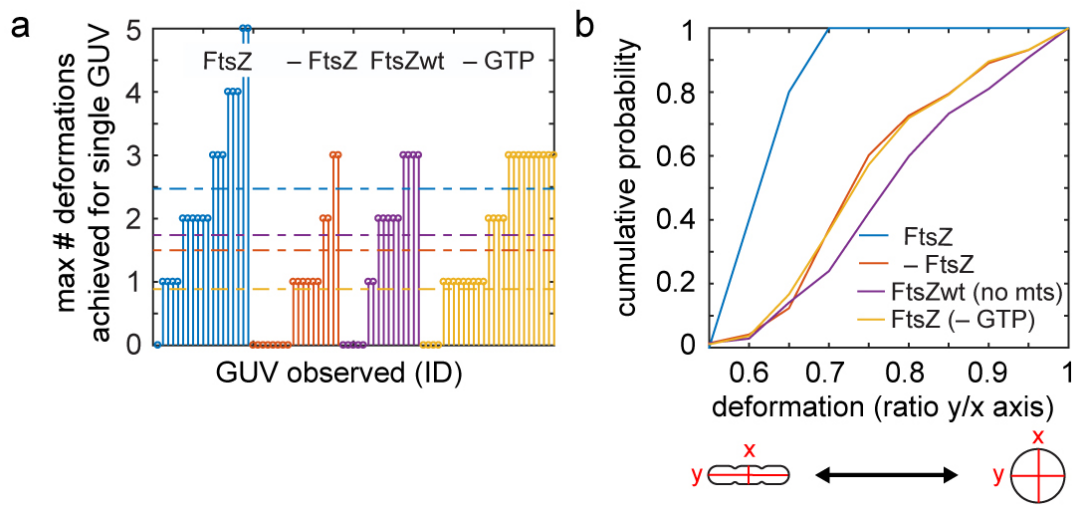 a
max # deformations
achieved for single GUV
5
4
3
2
1
0
FtsZ – FtsZ FtsZwt – GTP
GUV observed (ID)
b
cumulative probability
1
0.8
0.6
0.4
0.2
0
FtsZ
– FtsZ
FtsZwt (no mts)
FtsZ (– GTP)
0.6 0.7 0.8 0.9 1
deformation (ratio y/x axis)
x
y
x
y